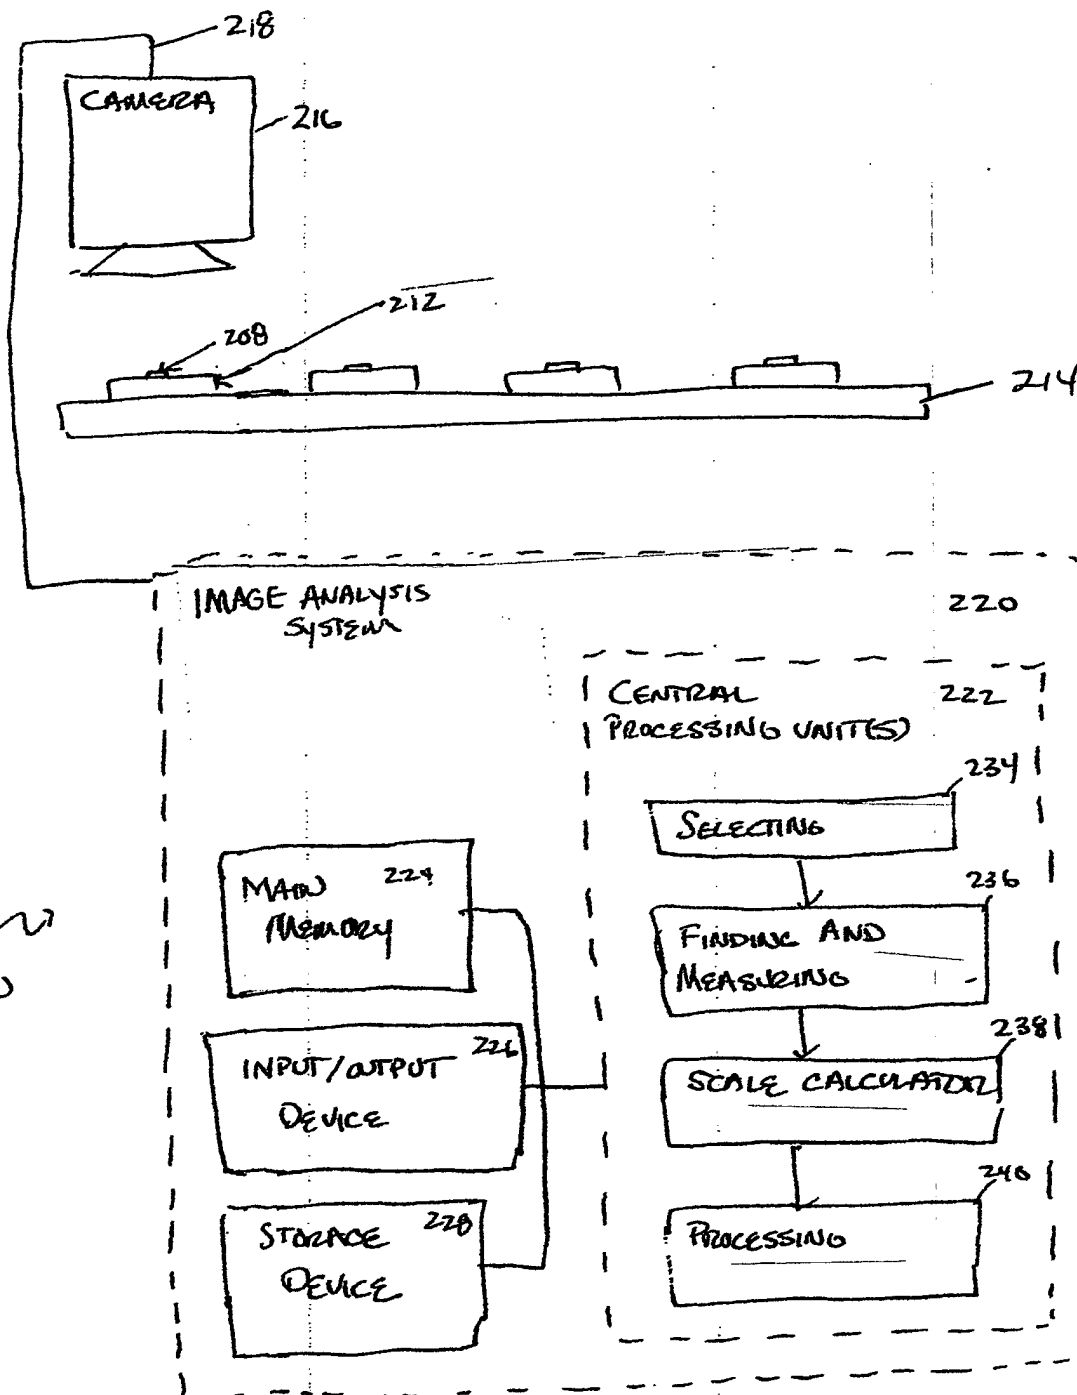 218
CAMERA
216
212
208
214
IMAGE ANALYSIS
SYSTEM
220
CENTRAL
PROCESSING UNIT(S)
222
234
SELECTING
MAIN
MEMORY
224
236
FINDING AND
MEASURING
INPUT/OUTPUT
DEVICE
226
238
SCALE CALCULATOR
STORAGE
DEVICE
228
240
PROCESSING